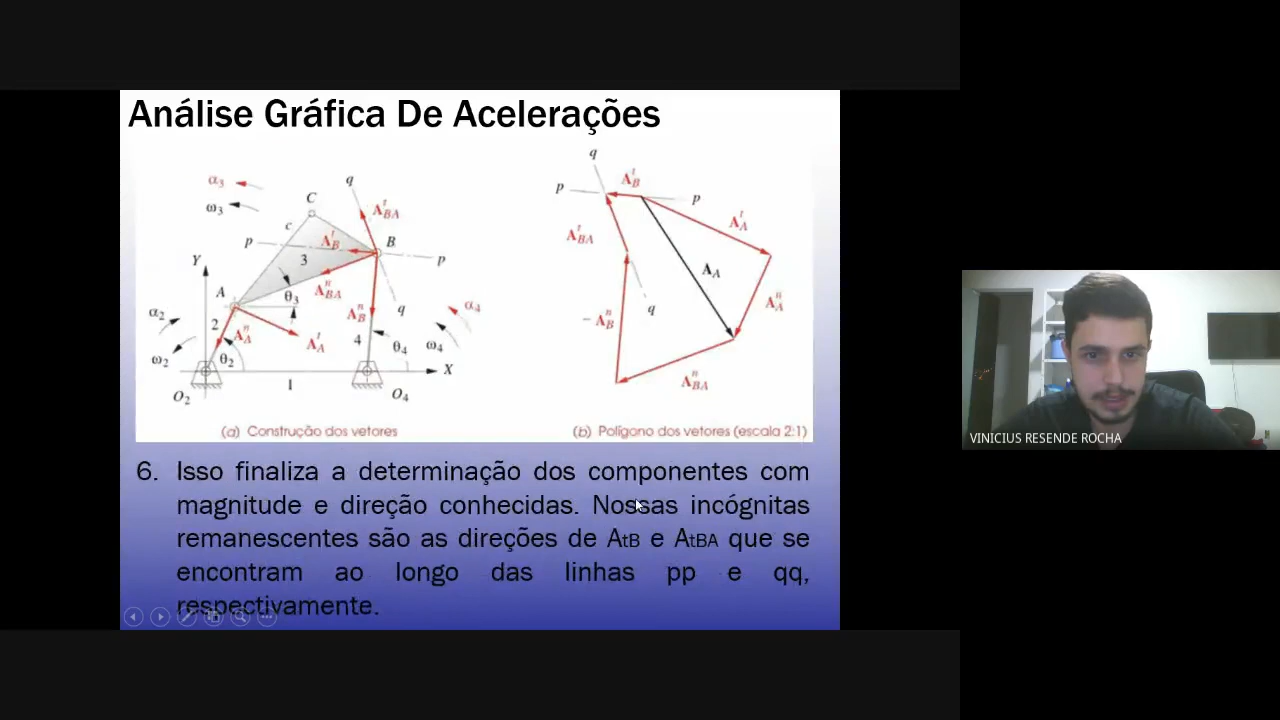 Análise Gráfica De Acelerações
α3
ω3
C
c
q
A^t_BA
B
p
A^t_B
3
p
Y
A
θ3
A^n_BA
A^n_B
q
α4
α2
2
A^n_A
A^t_A
ω2
θ2
4
θ4
ω4
X
O2
1
O4
(a) Construção dos vetores
q
p
A^t_B
p
A^t_A
A^t_BA
A_A
A^n_A
q
- A^n_B
A^n_BA
(b) Polígono dos vetores (escala 2:1)
6. Isso finaliza a determinação dos componentes com
magnitude e direção conhecidas. Nossas incógnitas
remanescentes são as direções de AtB e AtBA que se
encontram ao longo das linhas pp e qq,
respectivamente.
VINICIUS RESENDE ROCHA